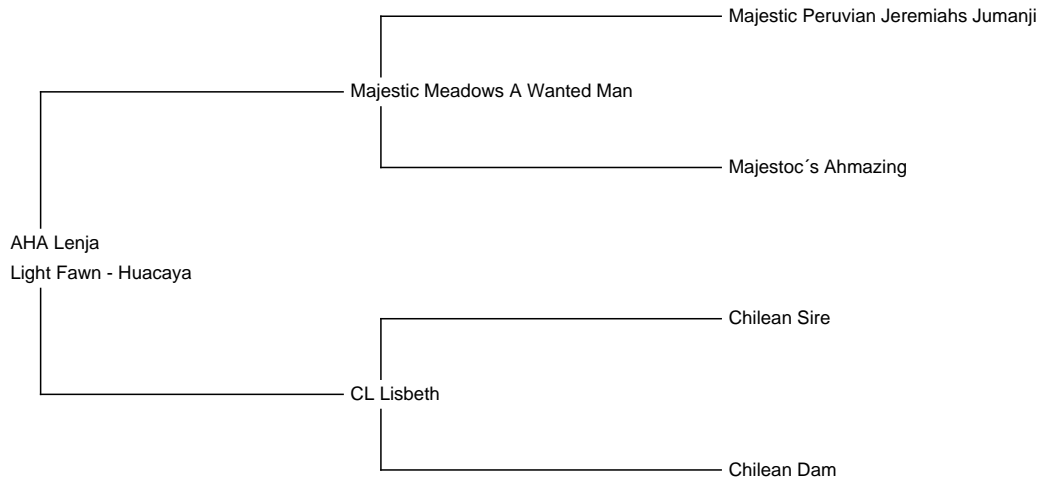 Majestic Peruvian Jeremiahs Jumanji
Majestic Meadows A Wanted Man
Majestoc´s Ahmazing
AHA Lenja
Light Fawn - Huacaya
Chilean Sire
CL Lisbeth
Chilean Dam